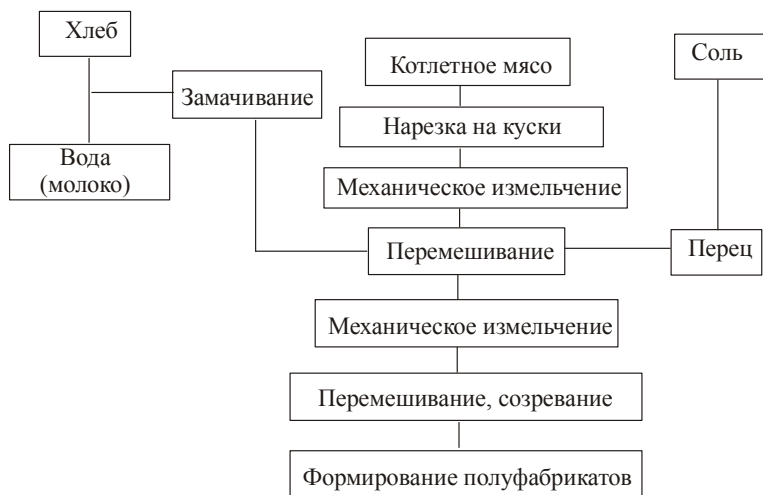 Хлеб
Котлетное мясо
Соль
Замачивание
Нарезка на куски
Вода
(молоко)
Механическое измельчение
Перемешивание
Перец
Механическое измельчение
Перемешивание, созревание
Формирование полуфабрикатов